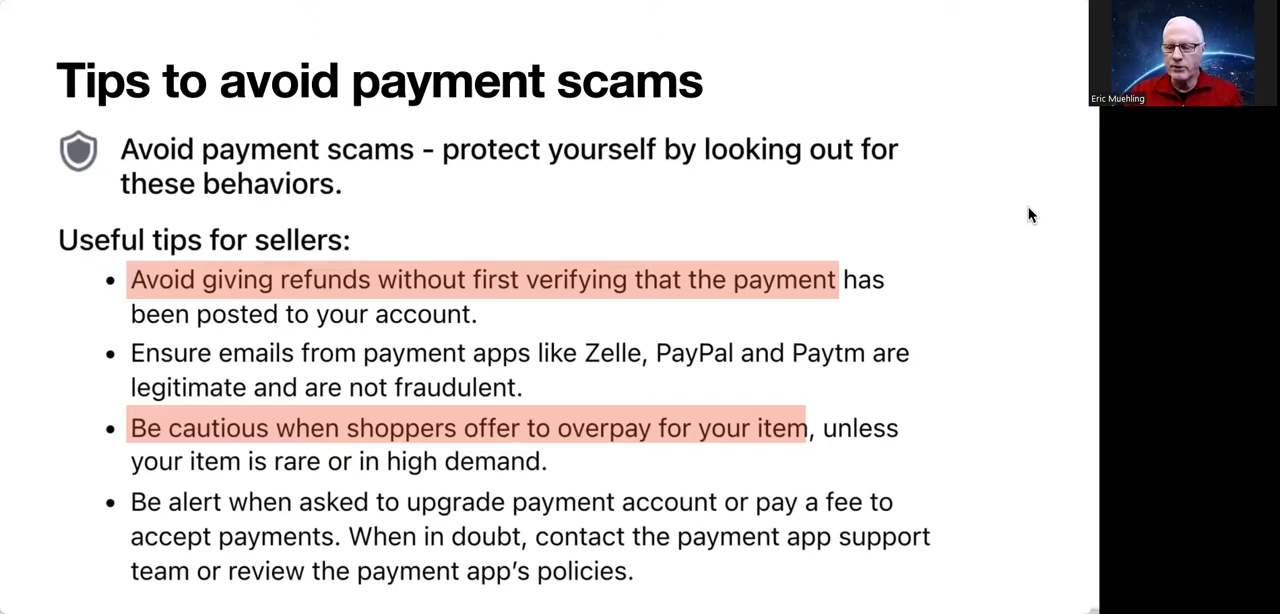 Tips to avoid payment scams
Avoid payment scams - protect yourself by looking out for
these behaviors.
Useful tips for sellers:
• Avoid giving refunds without first verifying that the payment has
been posted to your account.
• Ensure emails from payment apps like Zelle, PayPal and Paytm are
legitimate and are not fraudulent.
• Be cautious when shoppers offer to overpay for your item, unless
your item is rare or in high demand.
• Be alert when asked to upgrade payment account or pay a fee to
accept payments. When in doubt, contact the payment app support
team or review the payment app's policies.
Eric Muehling